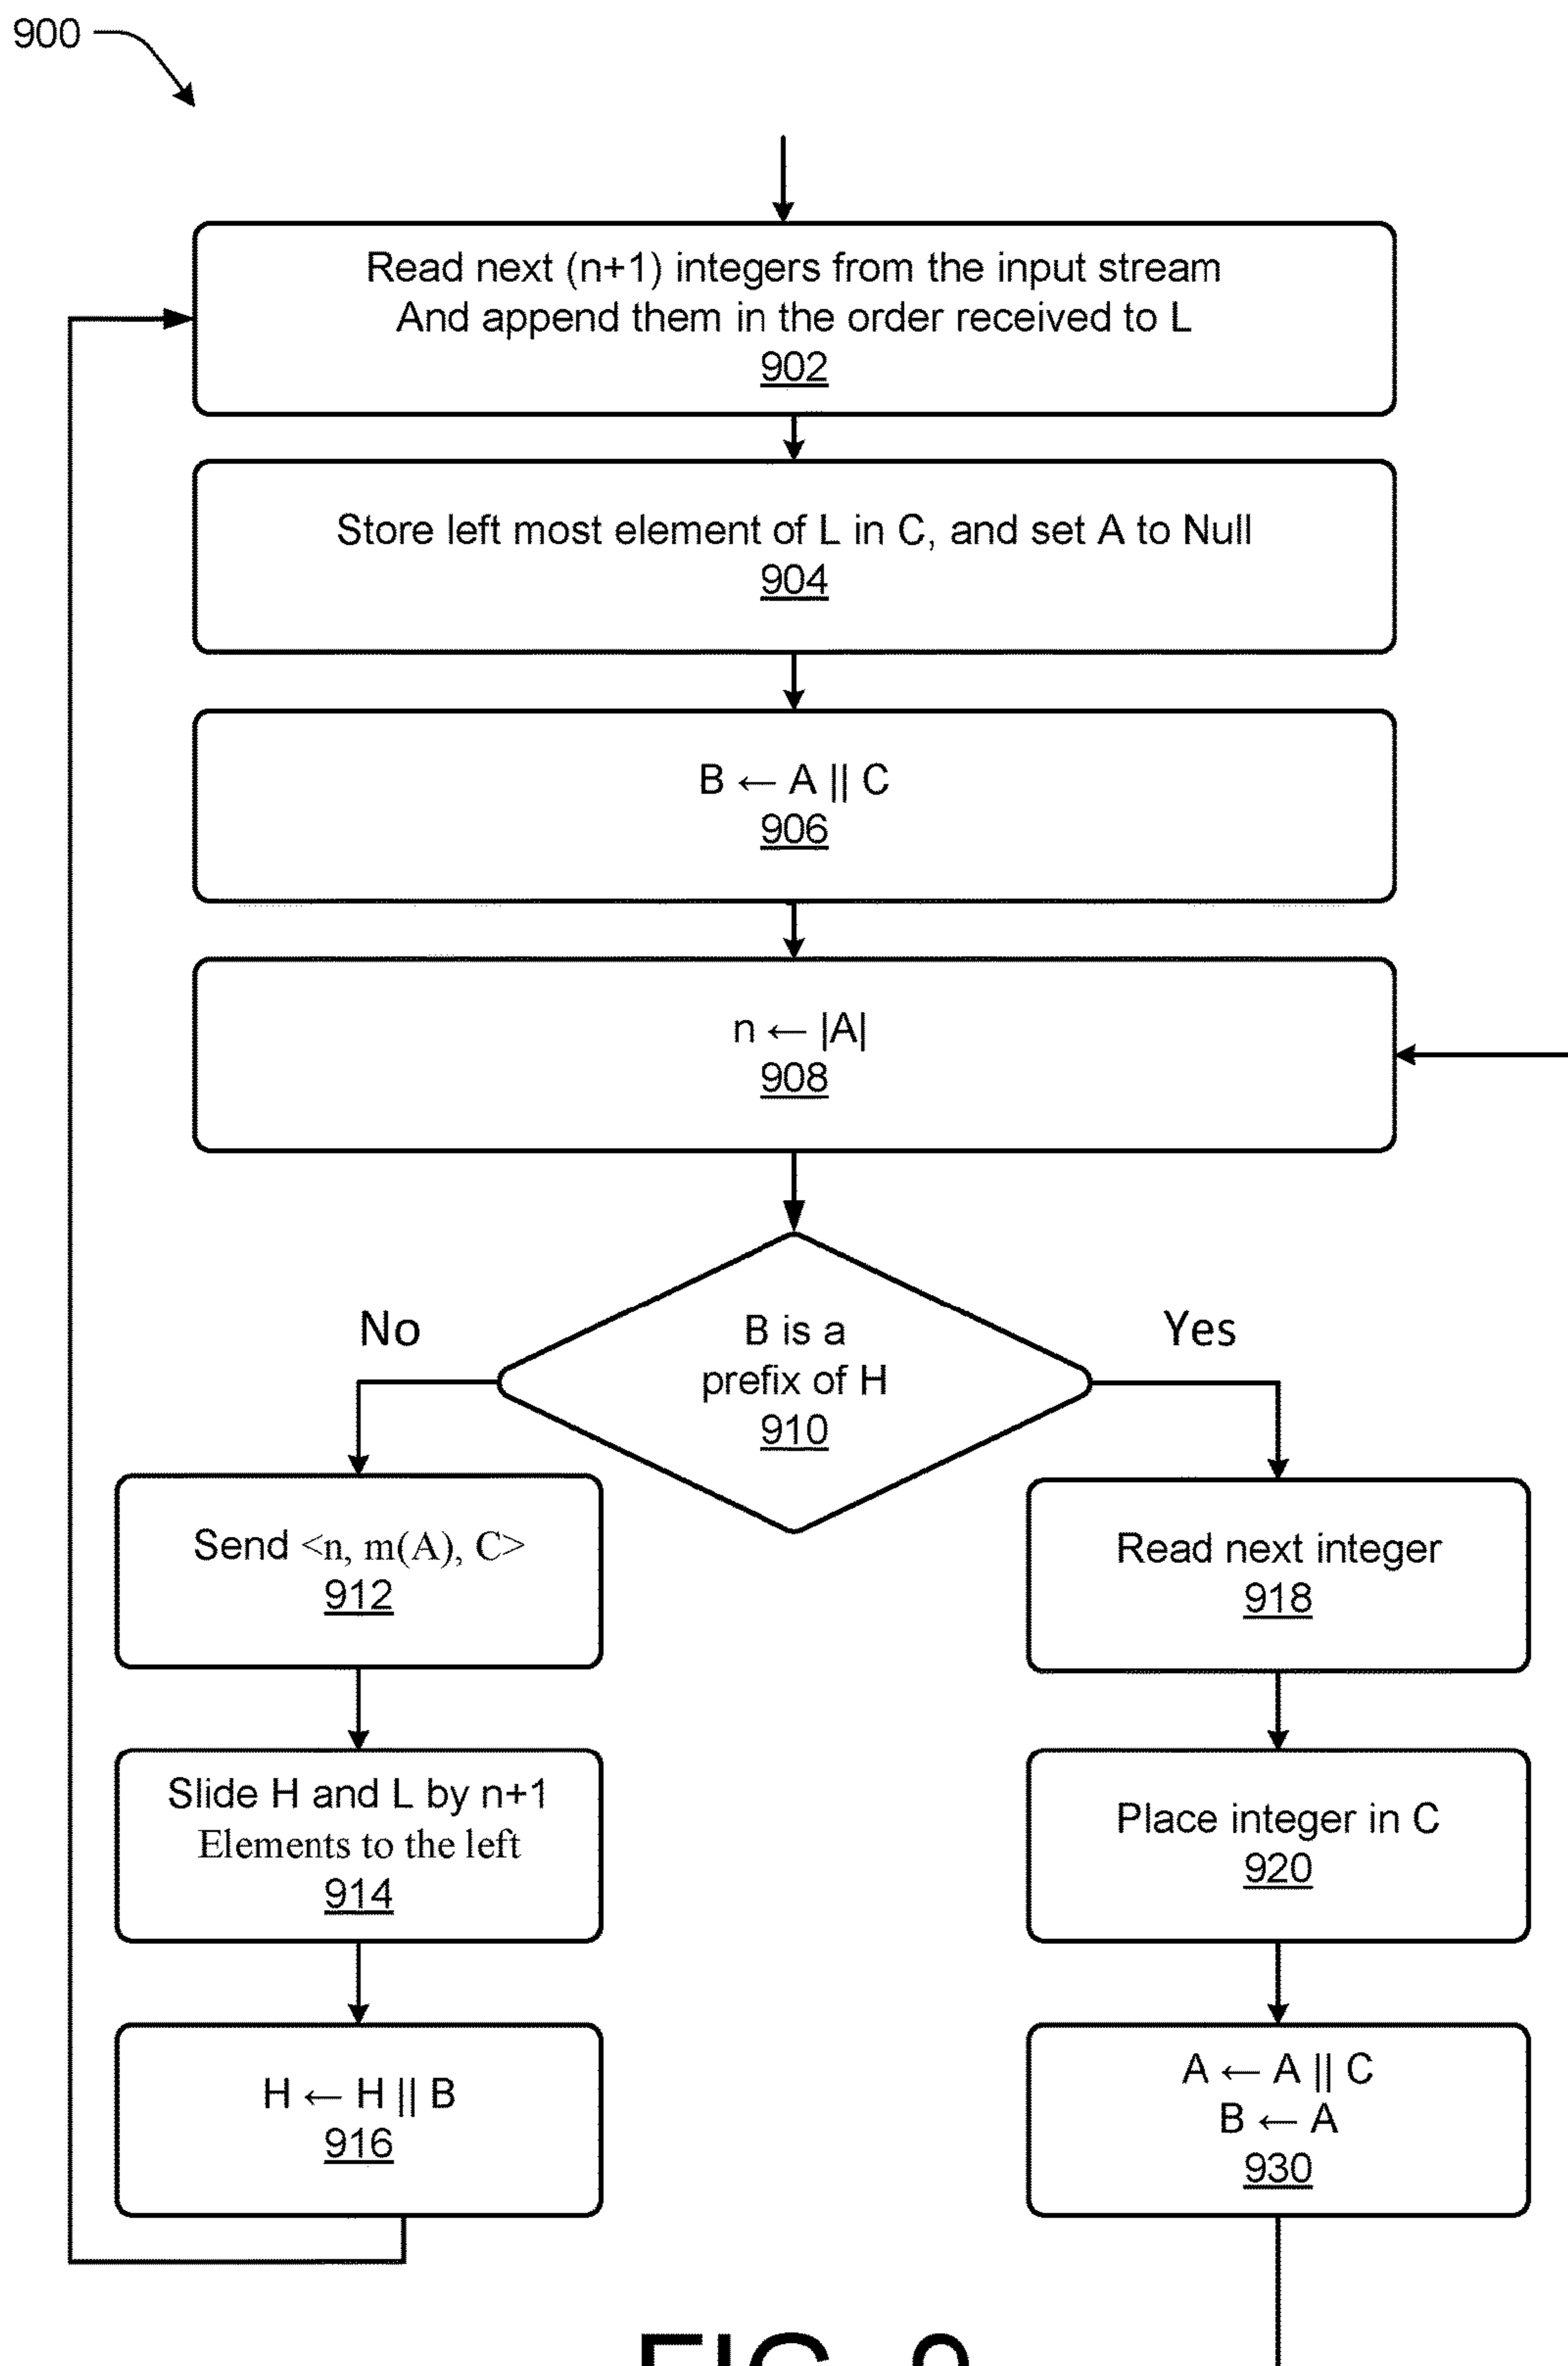 900
Read next (n+1) integers from the input stream
And append them in the order received to L
902
Store left most element of L in C, and set A to Null
904
B ← A || C
906
n ← |A|
908
No
B is a
prefix of H
910
Yes
Send <n, m(A), C>
912
Read next integer
918
Slide H and L by n+1
Elements to the left
914
Place integer in C
920
H ← H || B
916
A ← A || C
B ← A
930